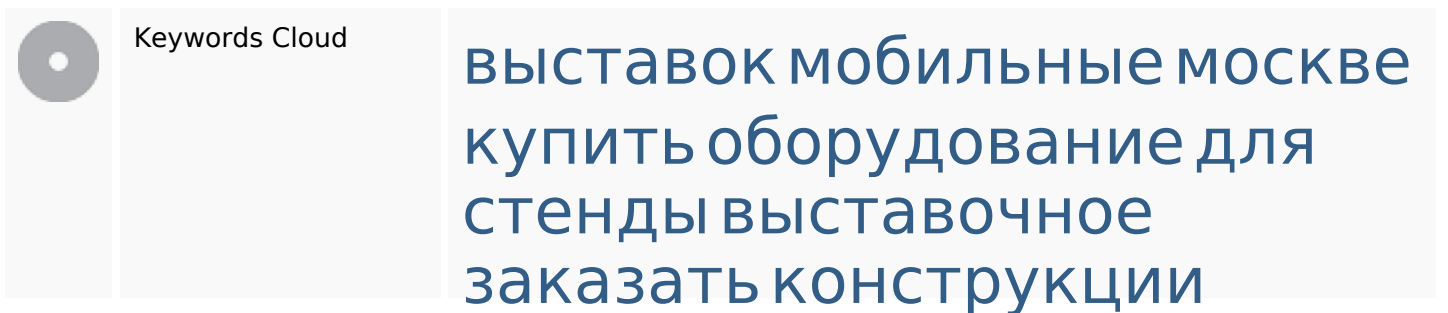 Keywords Cloud
выставок мобильные москве
купить оборудование для
стенды выставочное
заказать конструкции